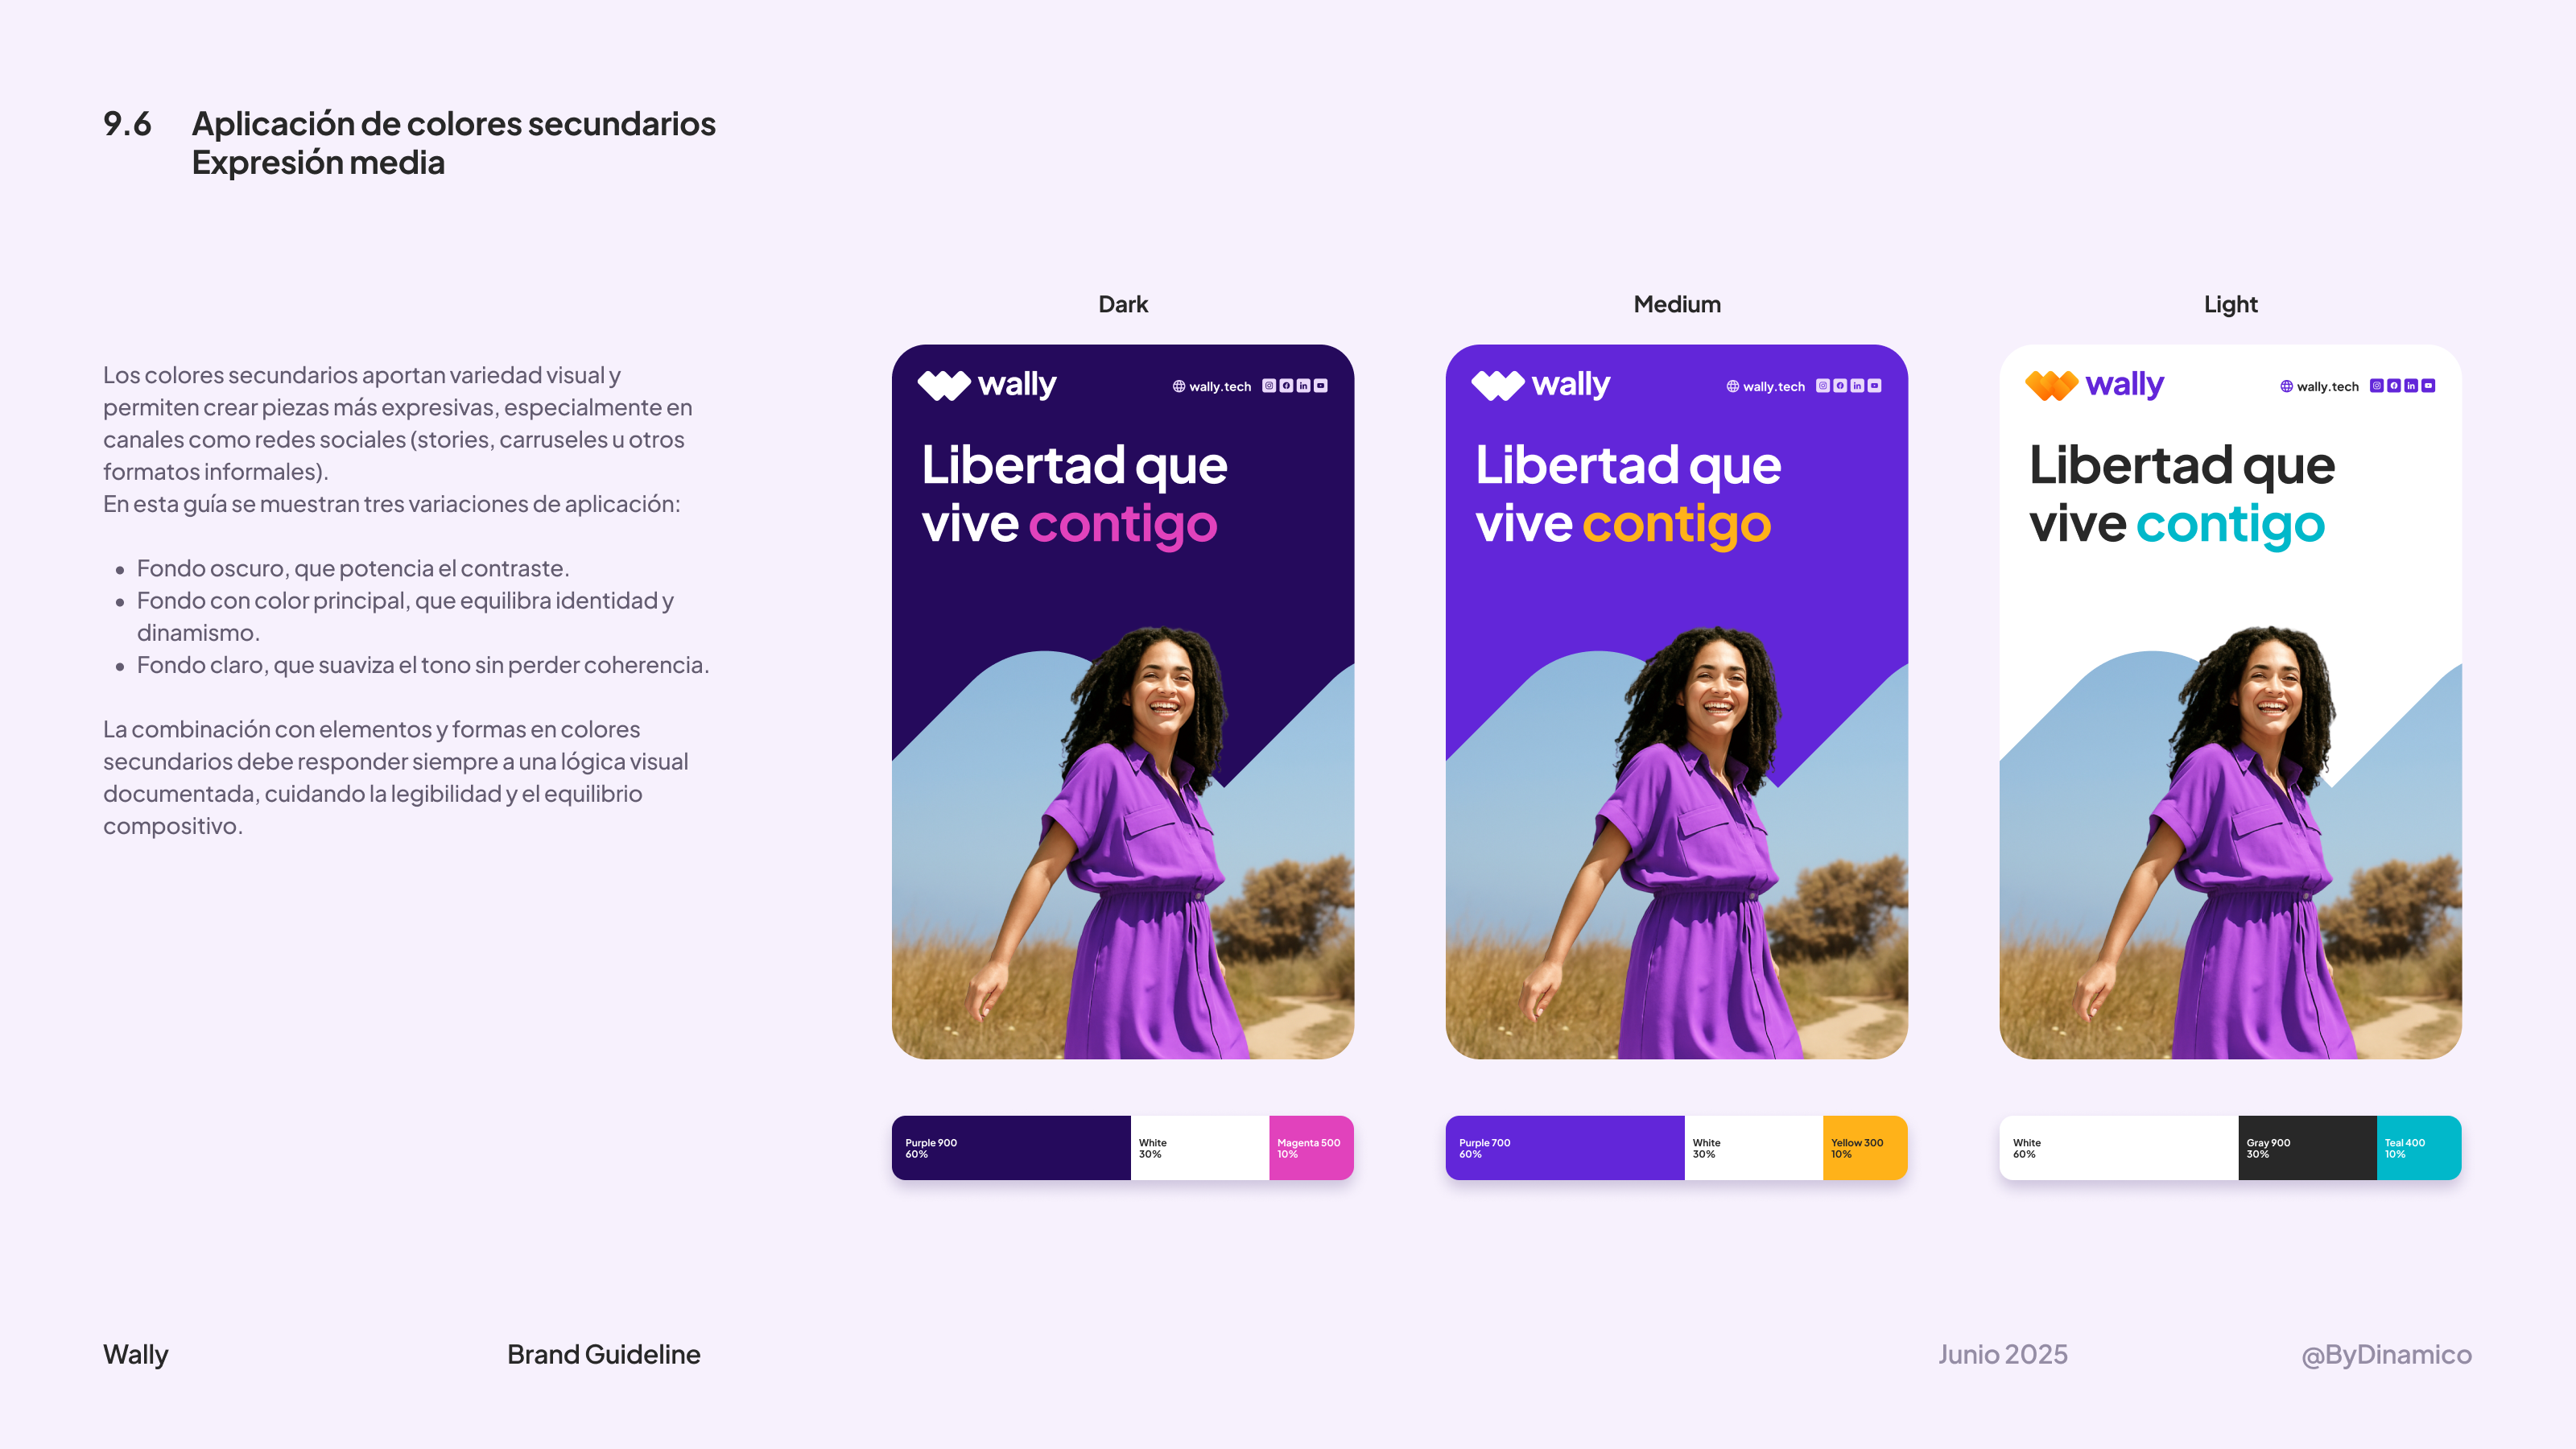 9.6 Aplicación de colores secundarios
Expresión media
Los colores secundarios aportan variedad visual y
permiten crear piezas más expresivas, especialmente en
canales como redes sociales (stories, carruseles u otros
formatos informales).
En esta guía se muestran tres variaciones de aplicación:
• Fondo oscuro, que potencia el contraste.
• Fondo con color principal, que equilibra identidad y
dinamismo.
• Fondo claro, que suaviza el tono sin perder coherencia.
La combinación con elementos y formas en colores
secundarios debe responder siempre a una lógica visual
documentada, cuidando la legibilidad y el equilibrio
compositivo.
Dark
wally
wally.tech
Libertad que
vive contigo
Purple 900
60%
White
30%
Magenta 500
10%
Medium
wally
wally.tech
Libertad que
vive contigo
Purple 700
60%
White
30%
Yellow 300
10%
Light
wally
wally.tech
Libertad que
vive contigo
White
60%
Gray 900
30%
Teal 400
10%
Wally
Brand Guideline
Junio 2025
@ByDinamico